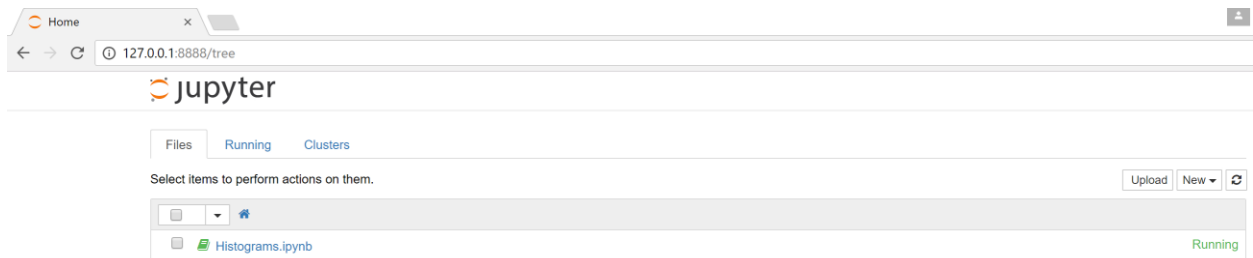 Home
127.0.0.1:8888/tree
jupyter
Files Running Clusters
Select items to perform actions on them.
Upload New
Histograms.ipynb Running